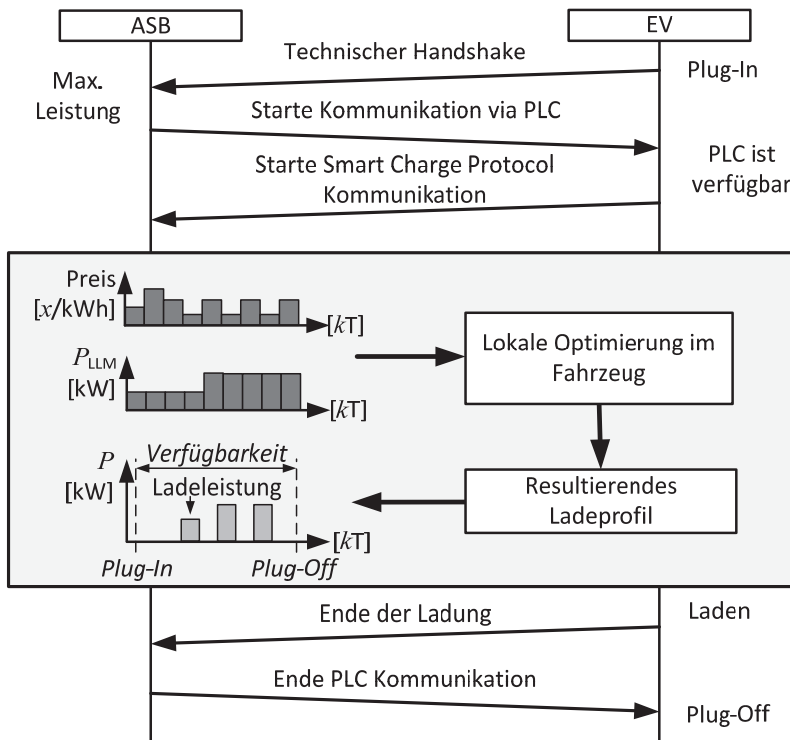 ASB
EV
Technischer Handshake
Plug-In
Max.
Leistung
Starte Kommunikation via PLC
PLC ist
verfügbar
Starte Smart Charge Protocol
Kommunikation
Preis
[x/kWh]
[kT]
P LLM
[kW]
[kT]
Lokale Optimierung im
Fahrzeug
P
[kW]
Verfügbarkeit
Ladeleistung
[kT]
Plug-In
Plug-Off
Resultierendes
Ladeprofil
Ende der Ladung
Laden
Ende PLC Kommunikation
Plug-Off